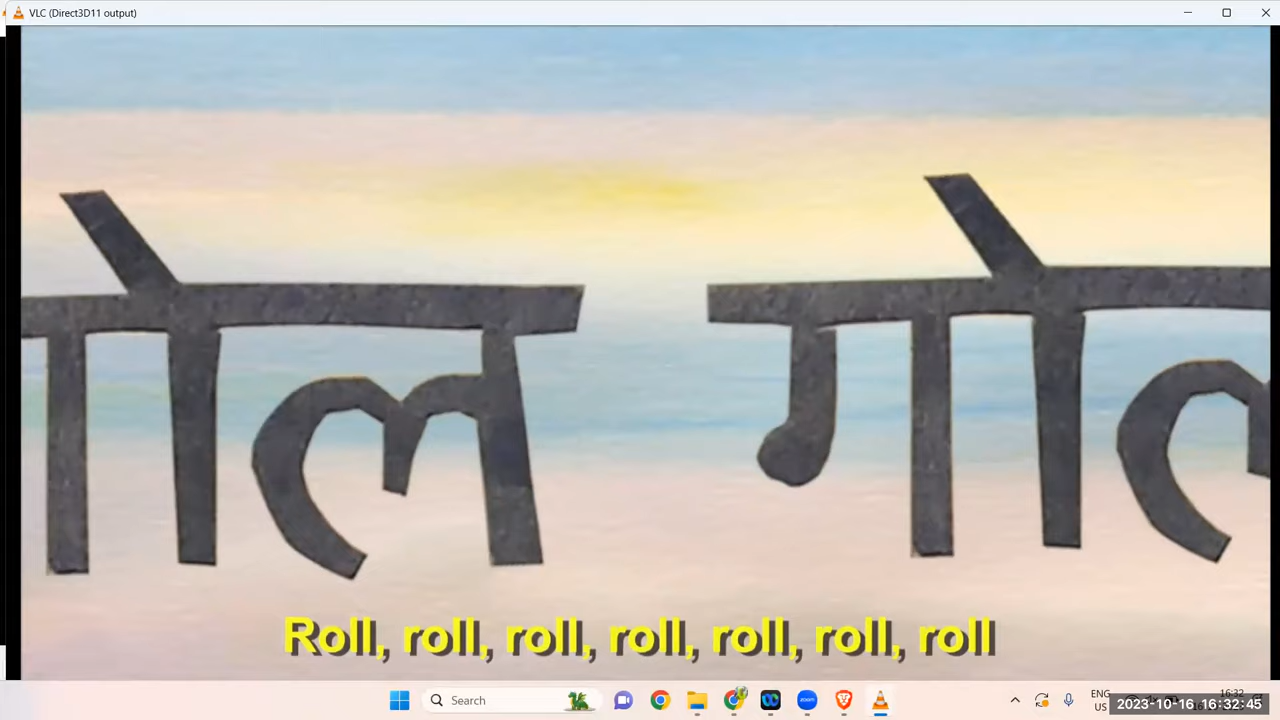 VLC (Direct3D11 output)
गोल गोल
Roll, roll, roll, roll, roll, roll, roll
Search
ENG
US
16:32
2023-10-16 16:32:45